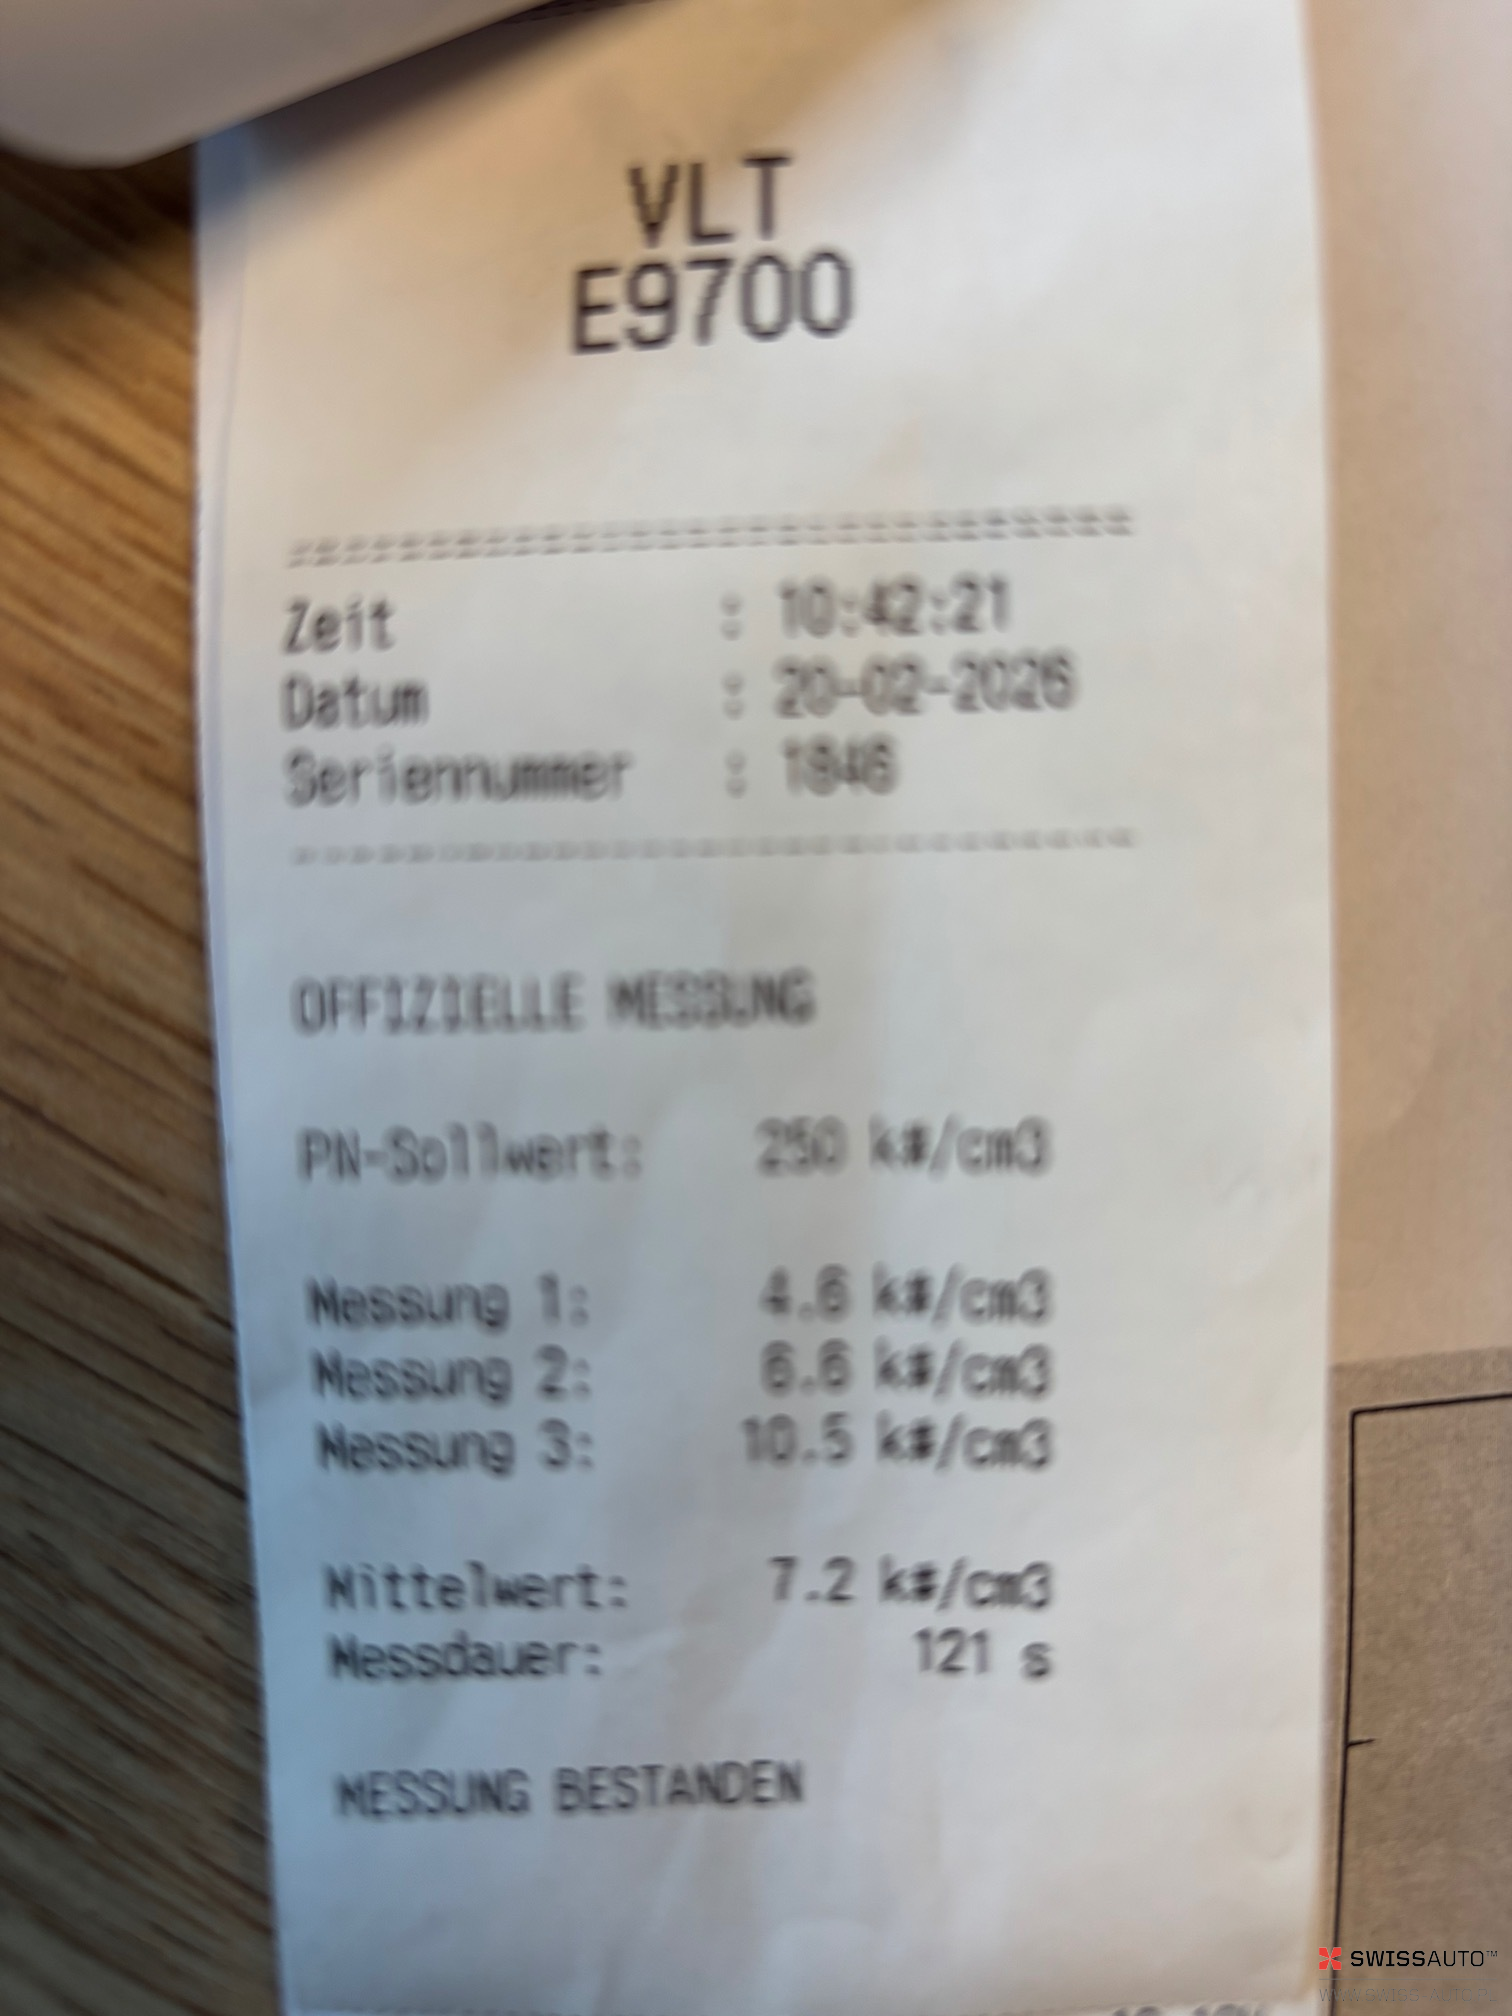 VLT
E9700
=============================
Zeit : 10:42:21
Datum : 20-02-2026
Seriennummer : 1846
-----------------------------
OFFIZIELLE MESSUNG
PN-Sollwert: 250 k#/cm3
Messung 1: 4.6 k#/cm3
Messung 2: 6.6 k#/cm3
Messung 3: 10.5 k#/cm3
Mittelwert: 7.2 k#/cm3
Messdauer: 121 s
MESSUNG BESTANDEN
SWISSAUTO™